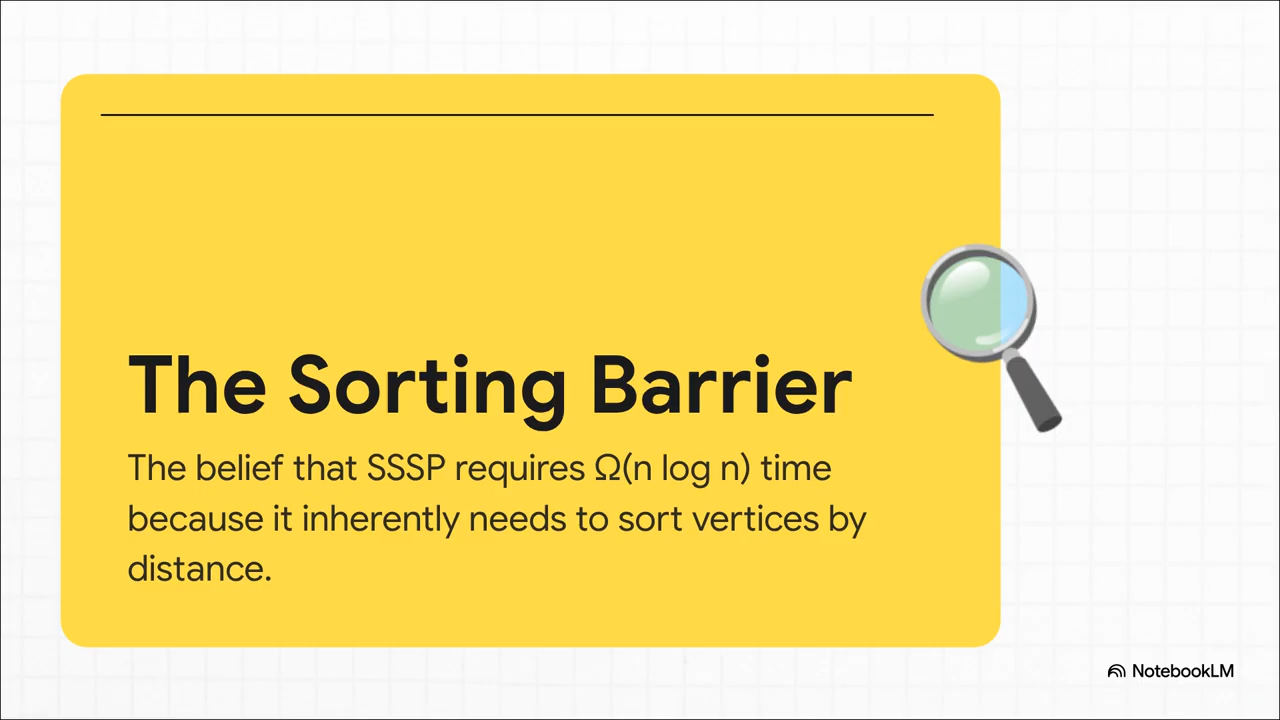 The Sorting Barrier
The belief that SSSP requires Ω(n log n) time
because it inherently needs to sort vertices by
distance.
NotebookLM